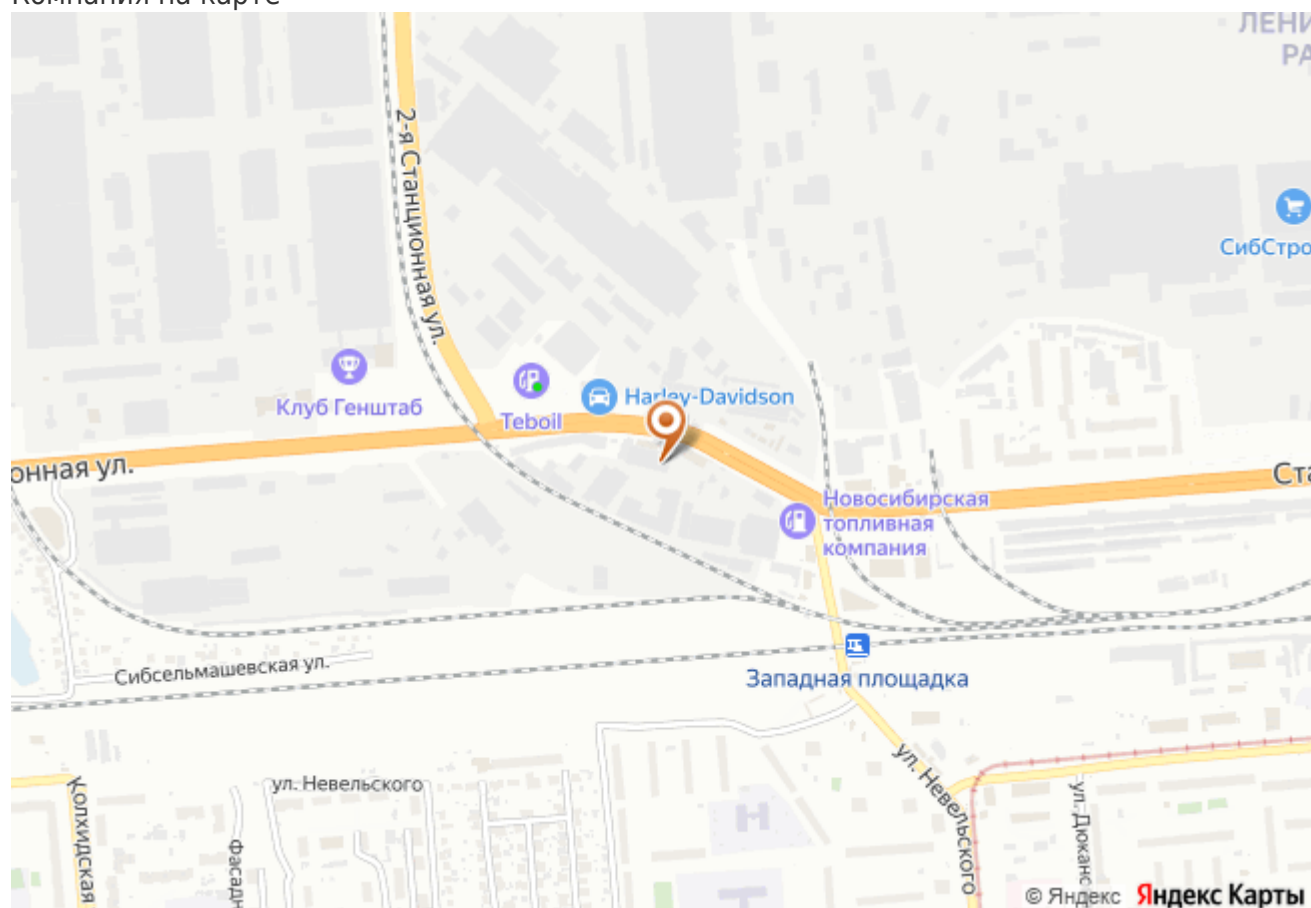 Компания на карте
ЛЕНИ
РА
2-я Станционная ул.
СибСтро
Клуб Генштаб
Teboil
Harley-Davidson
онная ул.
Ста
Новосибирская
топливная
компания
Сибсельмашевская ул.
Западная площадка
ул. Невельского
ул. Невельского
Колхидская
Фасадн
ул. Дюканс
© Яндекс Яндекс Карты